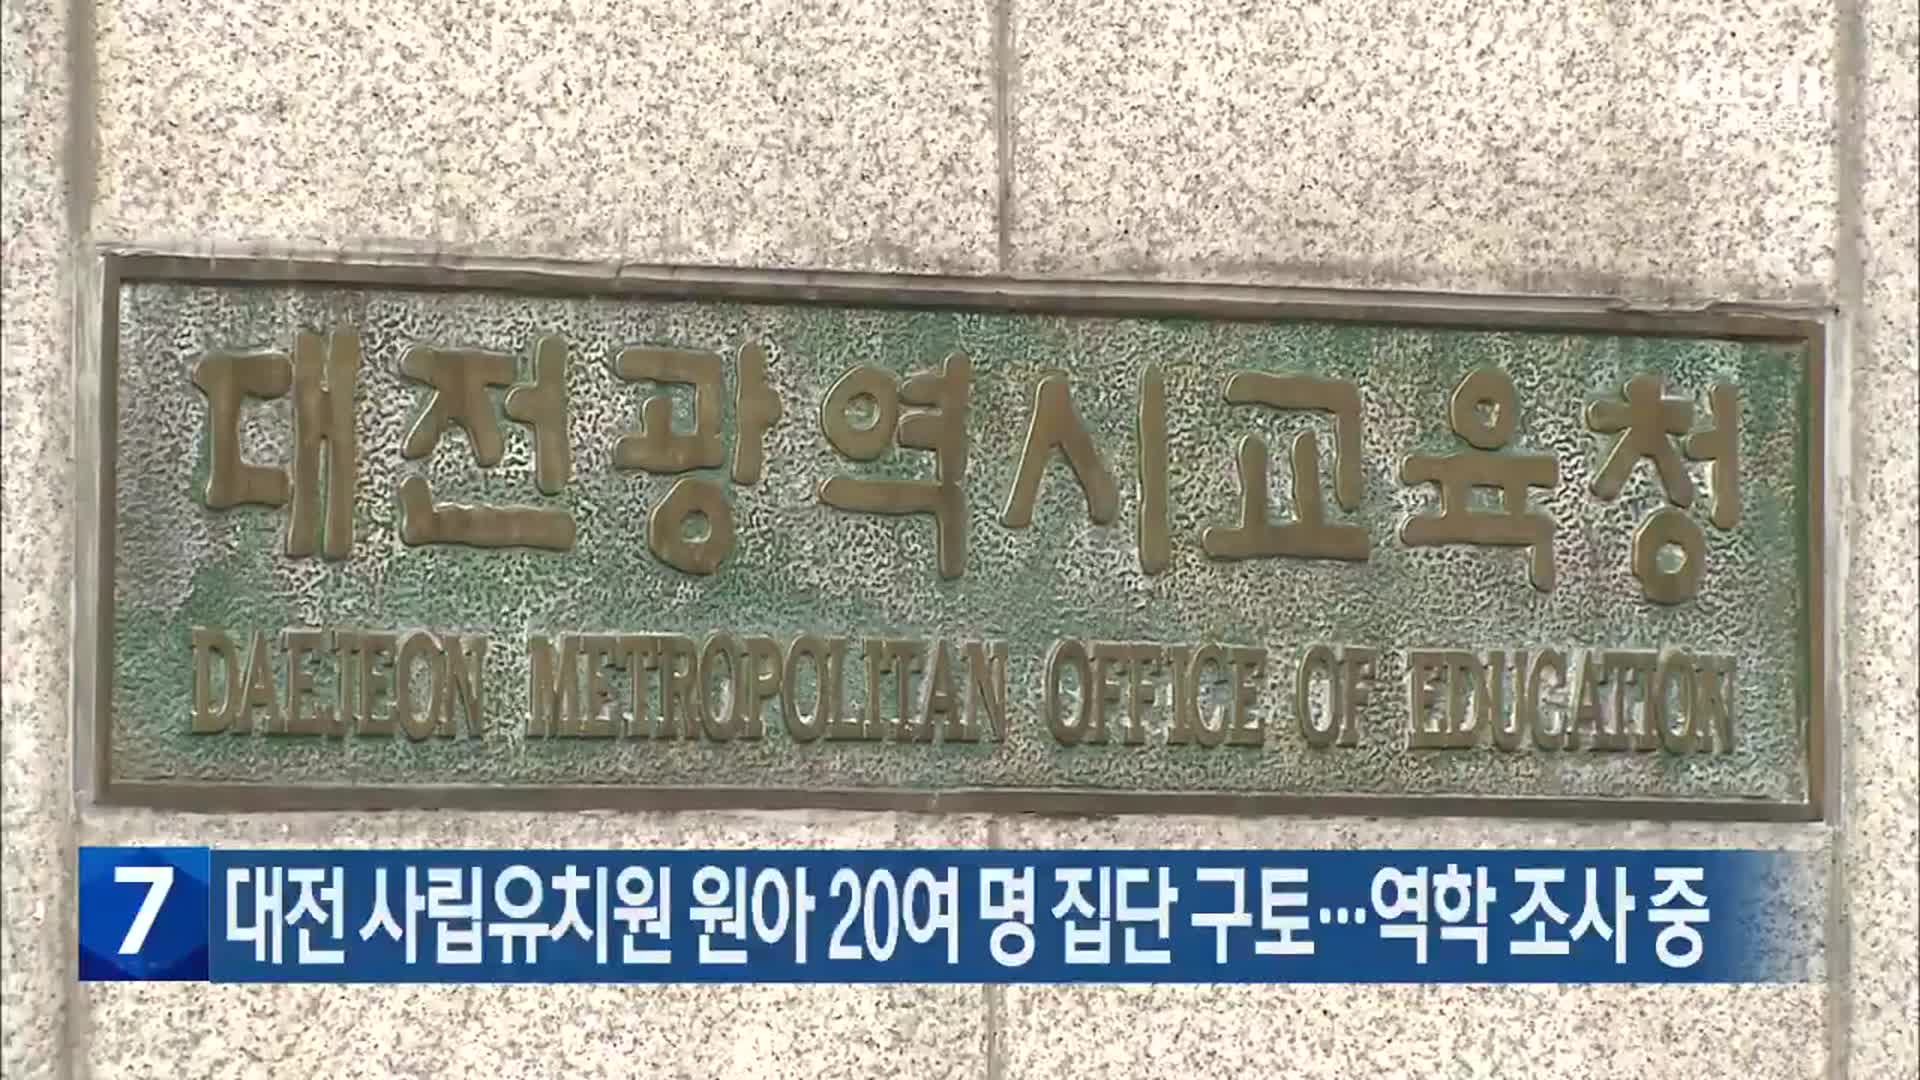 대전광역시교육청
DAEJEON METROPOLITAN OFFICE OF EDUCATION
7 대전 사립유치원 원아 20여 명 집단 구토…역학 조사 중